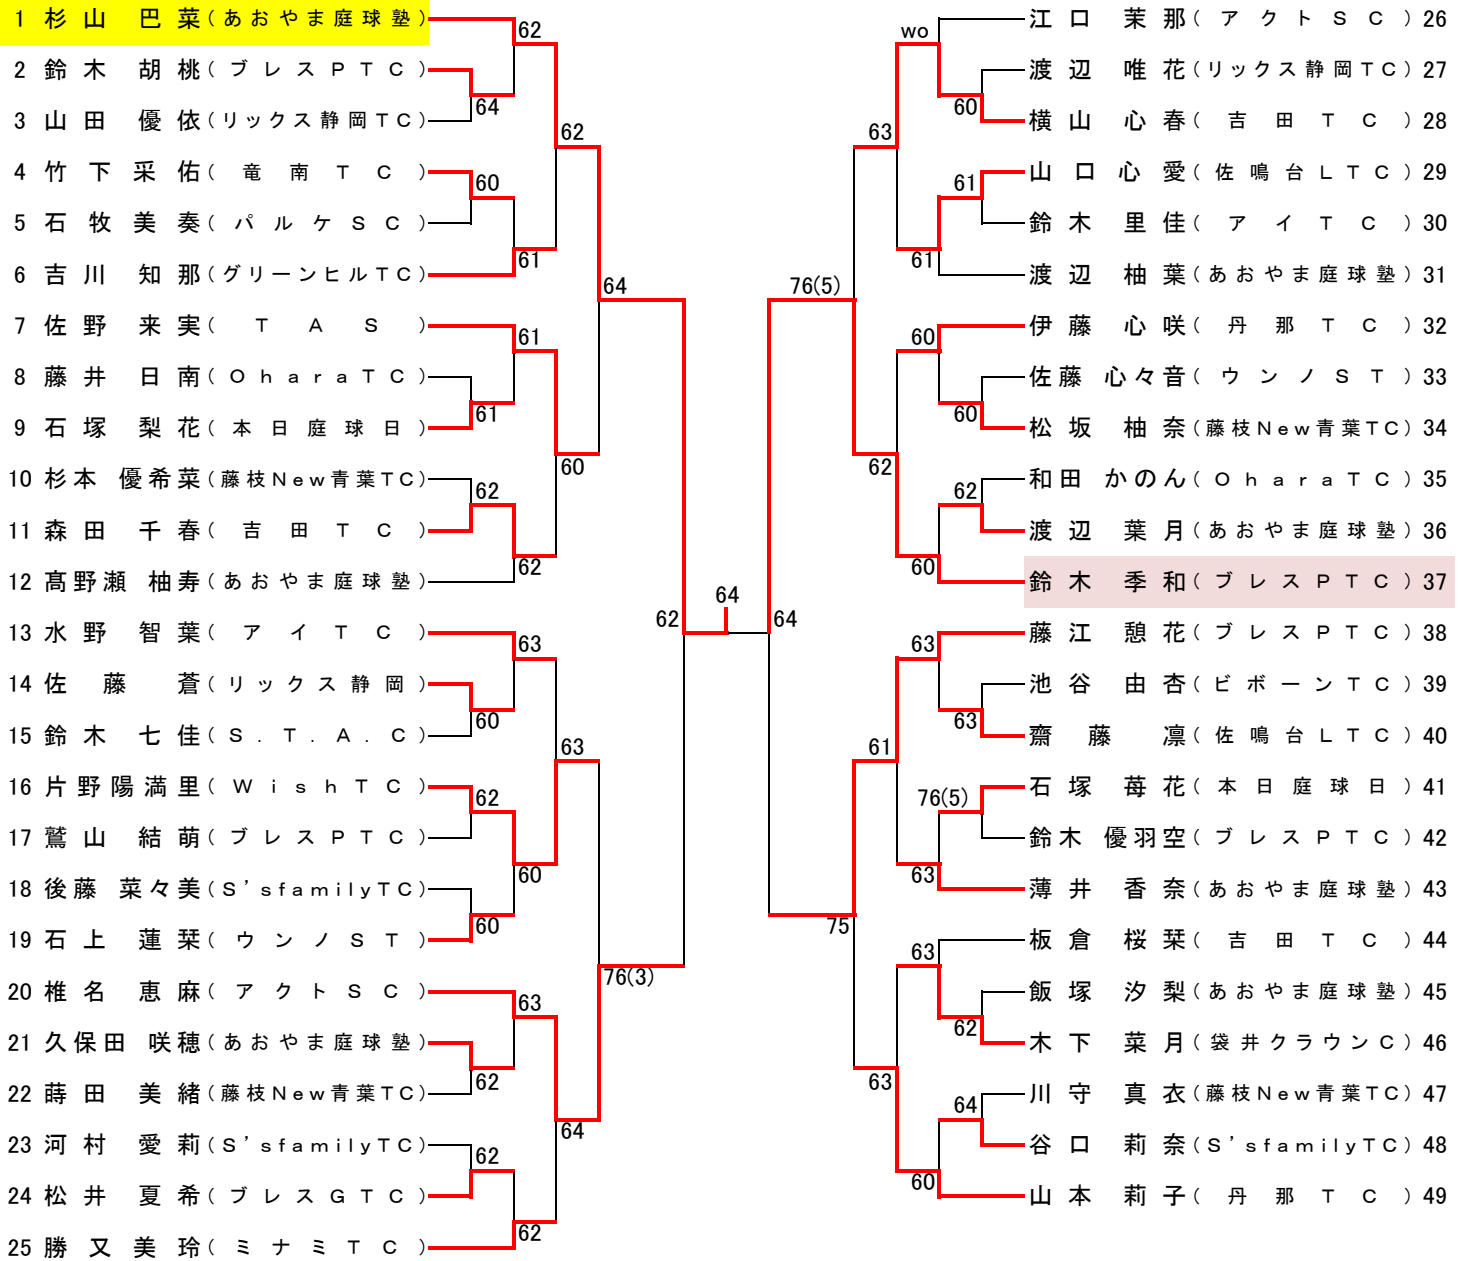 1 杉山 巴菜(あおやま庭球塾)
2 鈴木 胡桃(ブレスPTC)
3 山田 優依(リックス静岡TC)
4 竹下采佑(竜南TC)
5 石牧美奏(パルケSC)
6 吉川 知那(グリーンヒルTC)
7 佐野 来実(TAS)
8 藤井 日南(OharaTC)
9 石塚 梨花(本日庭球日)
10 杉本 優希菜(藤枝New青葉TC)
11 森田 千春(吉田TC)
12 髙野瀬 柚寿(あおやま庭球塾)
13 水野 智葉(アイTC)
14 佐藤 蒼(リックス静岡)
15 鈴木 七佳(S.T.A.C)
16 片野陽満里(WishTC)
17 鷲山 結萌(ブレスPTC)
18 後藤 菜々美(S’sfamilyTC)
19 石上 蓮栞(ウンノST)
20 椎名 恵麻(アクトSC)
21 久保田 咲穂(あおやま庭球塾)
22 蒔田 美緒(藤枝New青葉TC)
23 河村 愛莉(S’sfamilyTC)
24 松井 夏希(ブレスGTC)
25 勝又美玲(ミナミTC)
62
64
60
61
61
61
62
62
63
60
62
60
60
63
62
62
62
62
60
63
64
64
76(3)
62
64
64
76(5)
75
63
62
61
63
wo
61
60
60
63
63
63
60
60
61
60
62
63
76(5)
62
64
江口 茉那(アクトSC) 26
渡辺 唯花(リックス静岡TC) 27
横山 心春(吉田TC) 28
山口心愛(佐鳴台LTC) 29
鈴木 里佳(アイTC) 30
渡辺 柚葉(あおやま庭球塾) 31
伊藤 心咲(丹那TC) 32
佐藤 心々音(ウンノST) 33
松坂 柚奈(藤枝New青葉TC) 34
和田 かのん(OharaTC) 35
渡辺 葉月(あおやま庭球塾) 36
鈴木 季和(ブレスPTC) 37
藤江 憩花(ブレスPTC) 38
池谷 由杏(ビボーンTC) 39
齋藤 凛(佐鳴台LTC) 40
石塚 苺花(本日庭球日) 41
鈴木 優羽空(ブレスPTC) 42
薄井 香奈(あおやま庭球塾) 43
板倉 桜栞(吉田TC) 44
飯塚 汐梨(あおやま庭球塾) 45
木下 菜月(袋井クラウンC) 46
川守 真衣(藤枝New青葉TC) 47
谷口 莉奈(S’sfamilyTC) 48
山本 莉子(丹那TC) 49